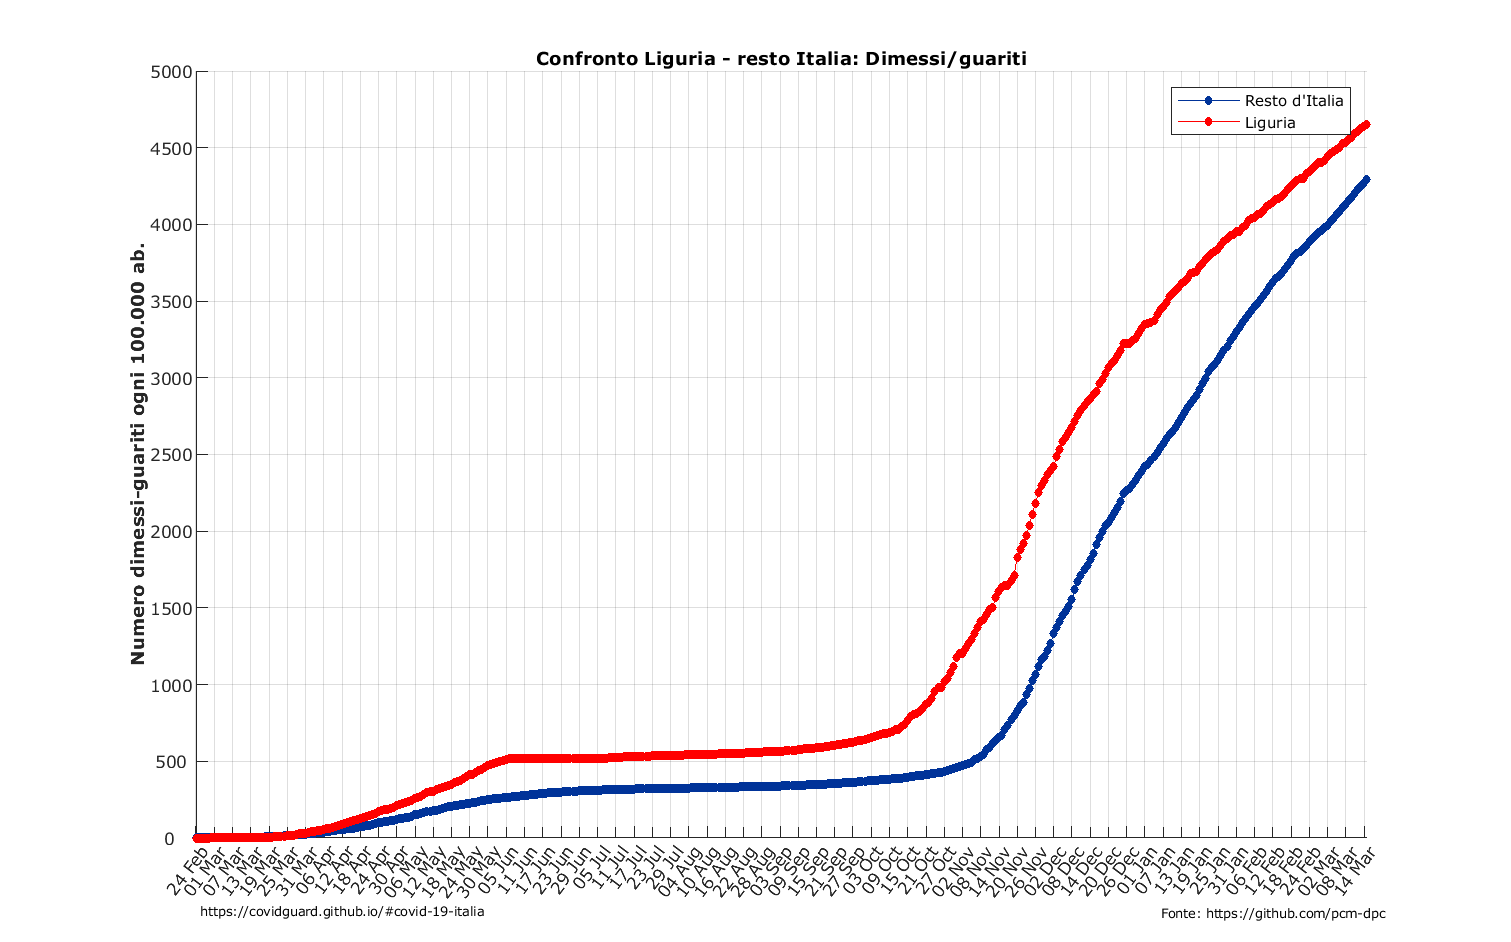 Confronto Liguria - resto Italia: Dimessi/guariti
Resto d'Italia
Liguria
Numero dimessi-guariti ogni 100.000 ab.
5000
4500
4000
3500
3000
2500
2000
1500
1000
500
0
24 Feb
01 Mar
07 Mar
13 Mar
19 Mar
25 Mar
31 Mar
06 Apr
12 Apr
18 Apr
24 Apr
30 Apr
06 May
12 May
18 May
24 May
30 May
05 Jun
11 Jun
17 Jun
23 Jun
29 Jun
05 Jul
11 Jul
17 Jul
23 Jul
29 Jul
04 Aug
10 Aug
16 Aug
22 Aug
28 Aug
03 Sep
09 Sep
15 Sep
21 Sep
27 Sep
03 Oct
09 Oct
15 Oct
21 Oct
27 Oct
02 Nov
08 Nov
14 Nov
20 Nov
26 Nov
02 Dec
08 Dec
14 Dec
20 Dec
26 Dec
01 Jan
07 Jan
13 Jan
19 Jan
25 Jan
31 Jan
06 Feb
12 Feb
18 Feb
24 Feb
02 Mar
08 Mar
14 Mar
https://covidguard.github.io/#covid-19-italia
Fonte: https://github.com/pcm-dpc